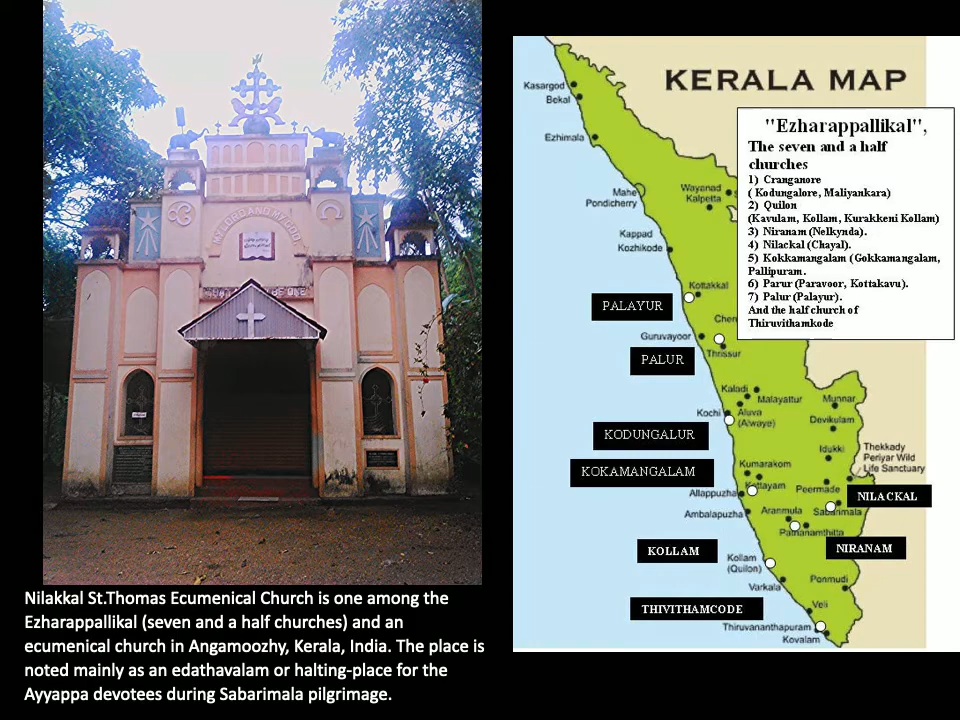 MY LORD AND MY GOD
Nilakkal St.Thomas Ecumenical Church is one among the
Ezharappallikal (seven and a half churches) and an
ecumenical church in Angamoozhy, Kerala, India. The place is
noted mainly as an edathavalam or halting-place for the
Ayyappa devotees during Sabarimala pilgrimage.
KERALA MAP
"Ezharappallikal",
The seven and a half
churches
1) Cranganore
( Kodungalore, Maliyankara)
2) Quilon
(Kavulam, Kollam, Kurakkeni Kollam)
3) Niranam (Nelkynda).
4) Nilackal (Chayal).
5) Kokkamangalam (Gokkamangalam,
Pallipuram.
6) Parur (Paravoor, Kottakavu).
7) Palur (Palayur).
And the half church of
Thiruvithamkode
Kasargod
Bekal
Ezhimala
Mahe
Pondicherry
Wayanad
Kalpetta
Kappad
Kozhikode
Kottakkal
PALAYUR
Cher
Guruvayoor
Thrissur
PALUR
Kaladi
Malayattur
Munnar
Kochi
Aluva
(Alwaye)
Devikulam
KODUNGALUR
Idukki
Thekkady
Periyar Wild
Life Sanctuary
KOKAMANGALAM
Kumarakom
Kottayam
Peermade
NILACKAL
Allappuzha
Ambalapuzha
Aranmula
Sabarimala
Pathanamthitta
NIRANAM
KOLLAM
Kollam
(Quilon)
Varkala
Ponmudi
THIVITHAMCODE
Veli
Thiruvananthapuram
Kovalam